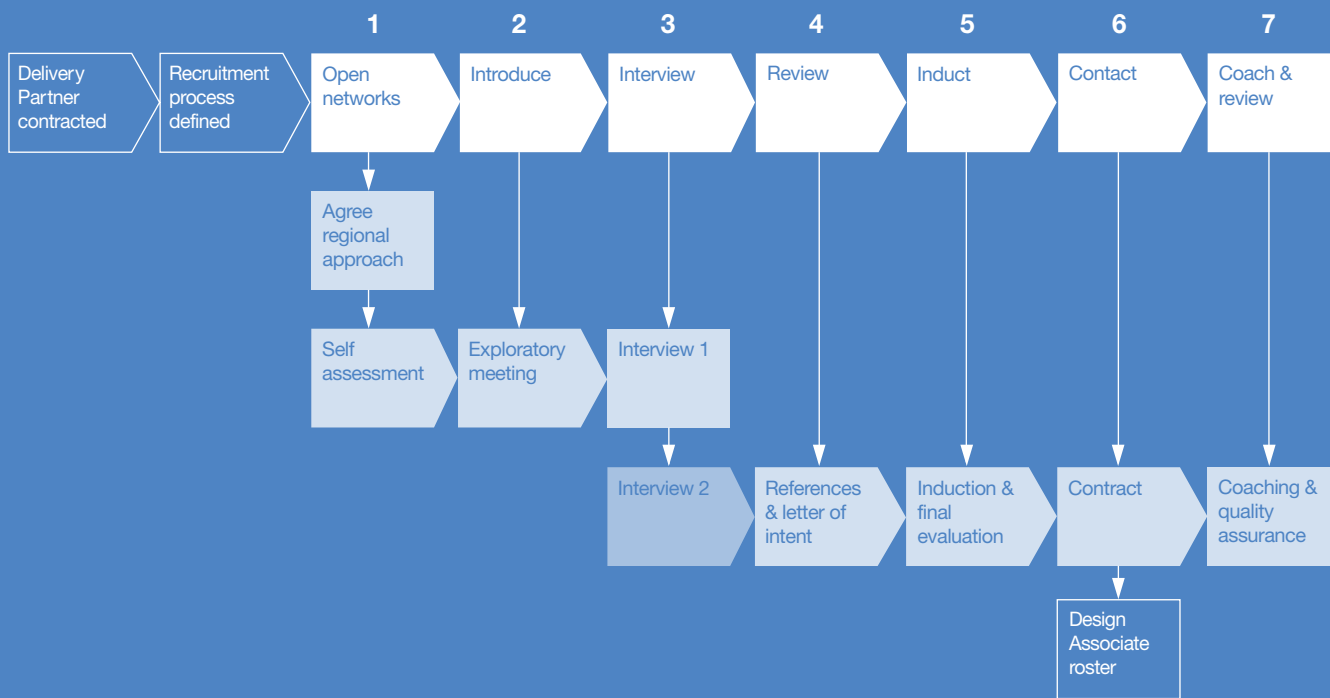 1
2
3
4
5
6
7
Delivery
Partner
contracted
Recruitment
process
defined
Open
networks
Introduce
Interview
Review
Induct
Contact
Coach &
review
Agree
regional
approach
Self
assessment
Exploratory
meeting
Interview 1
Interview 2
References
& letter of
intent
Induction &
final
evaluation
Contract
Coaching &
quality
assurance
Design
Associate
roster